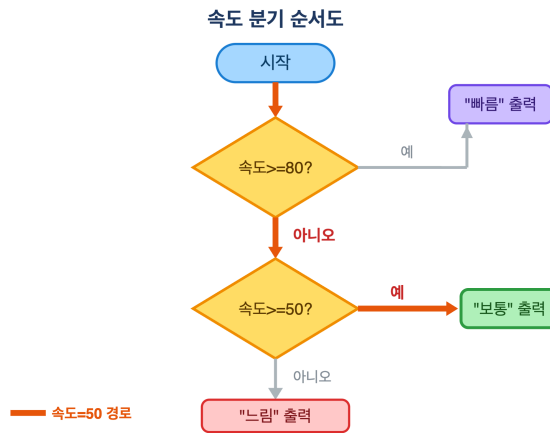 속도 분기 순서도
시작
"빠름" 출력
속도>=80?
예
아니오
속도>=50?
예
"보통" 출력
아니오
"느림" 출력
속도=50 경로